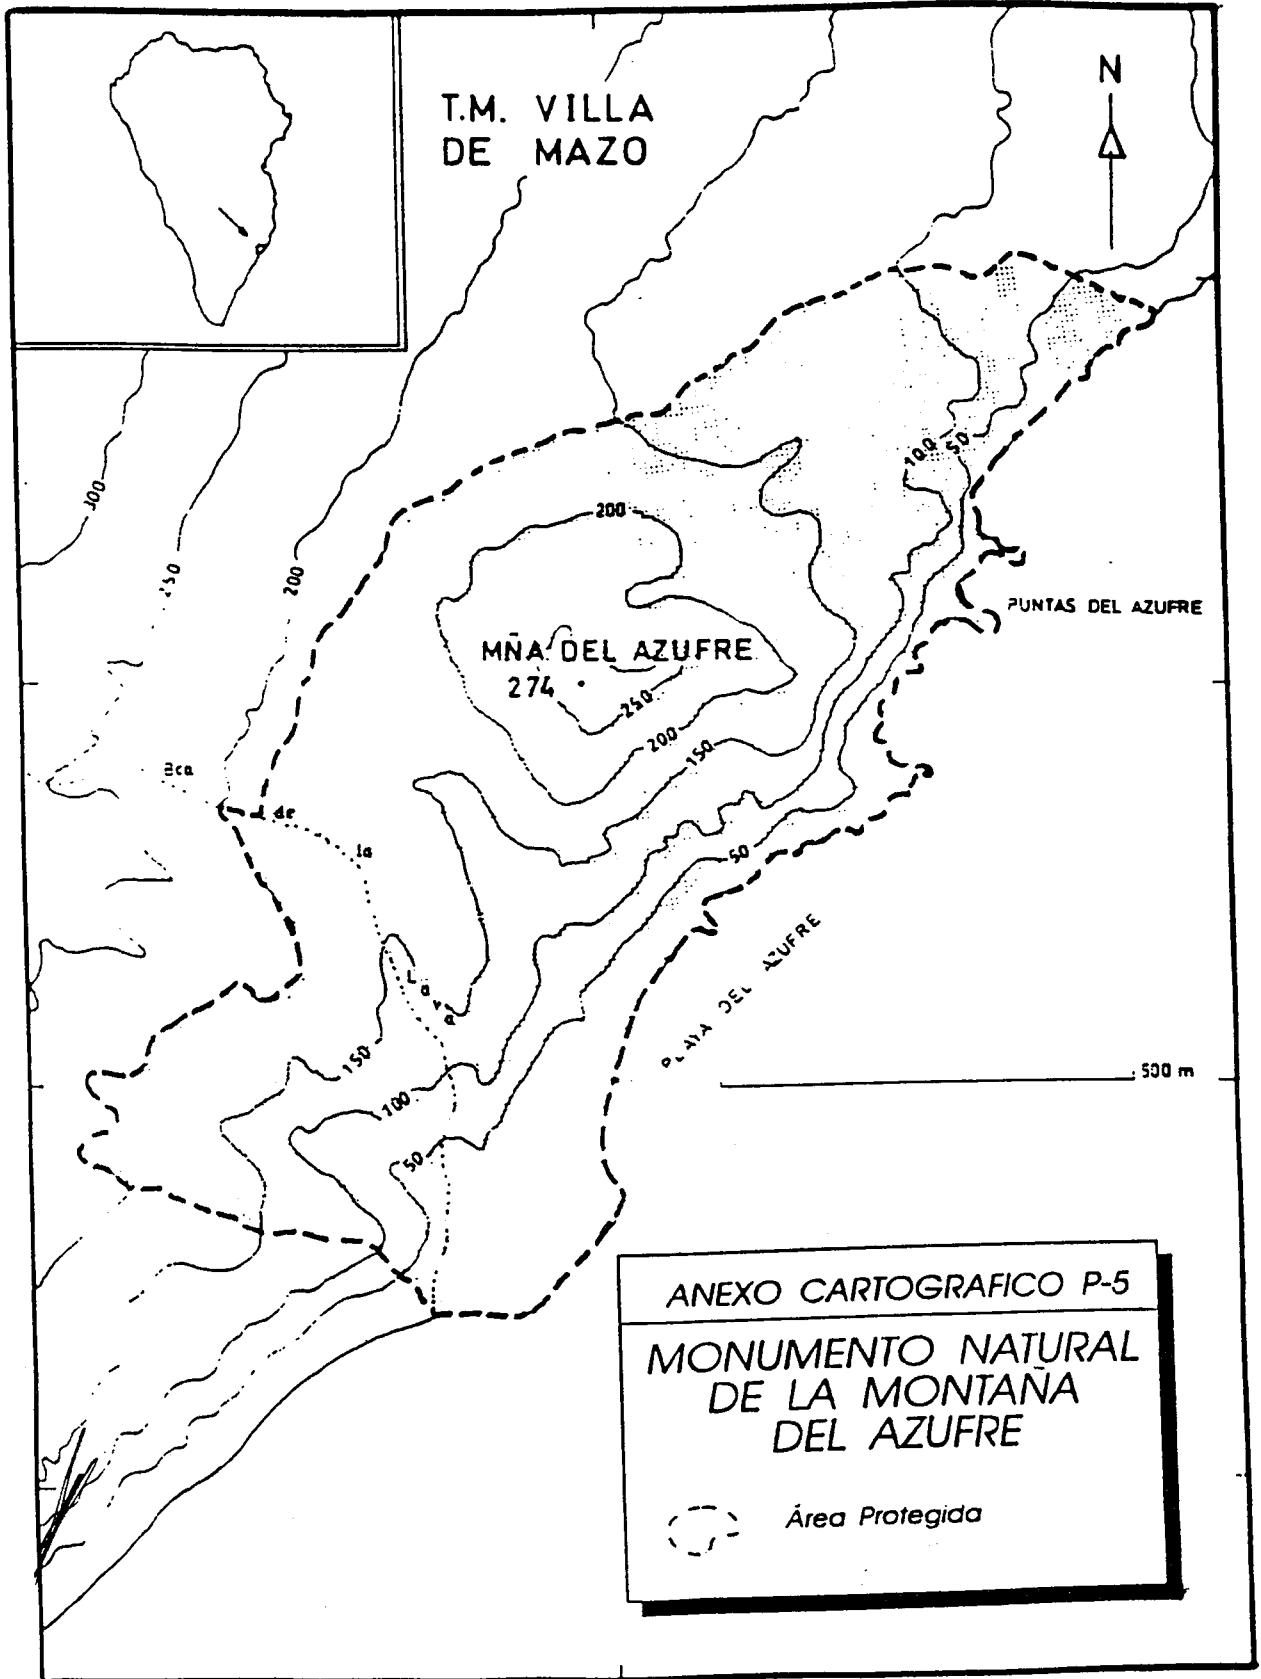 T.M. VILLA
DE MAZO
N
300
250
200
100
50
200
PUNTAS DEL AZUFRE
MÑA. DEL AZUFRE
274
250
200
150
Bca
de
la
Lava
50
PLAYA DEL AZUFRE
500 m
150
100
50
ANEXO CARTOGRAFICO P-5
MONUMENTO NATURAL
DE LA MONTAÑA
DEL AZUFRE
Área Protegida